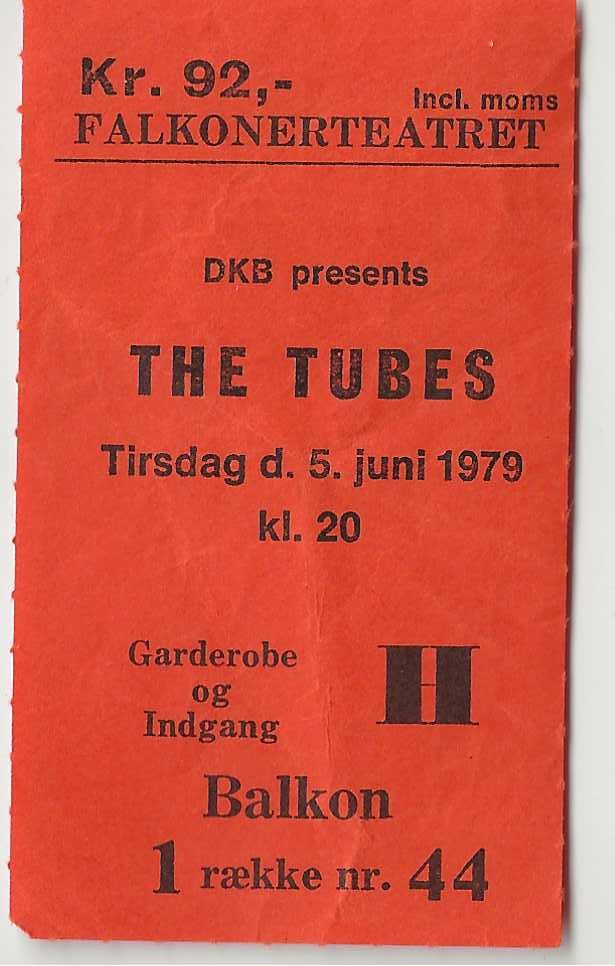 Kr. 92,-
Incl. moms
FALKONERTEATRET
DKB presents
THE TUBES
Tirsdag d. 5. juni 1979
kl. 20
Garderobe
og
Indgang
H
Balkon
1 række nr. 44